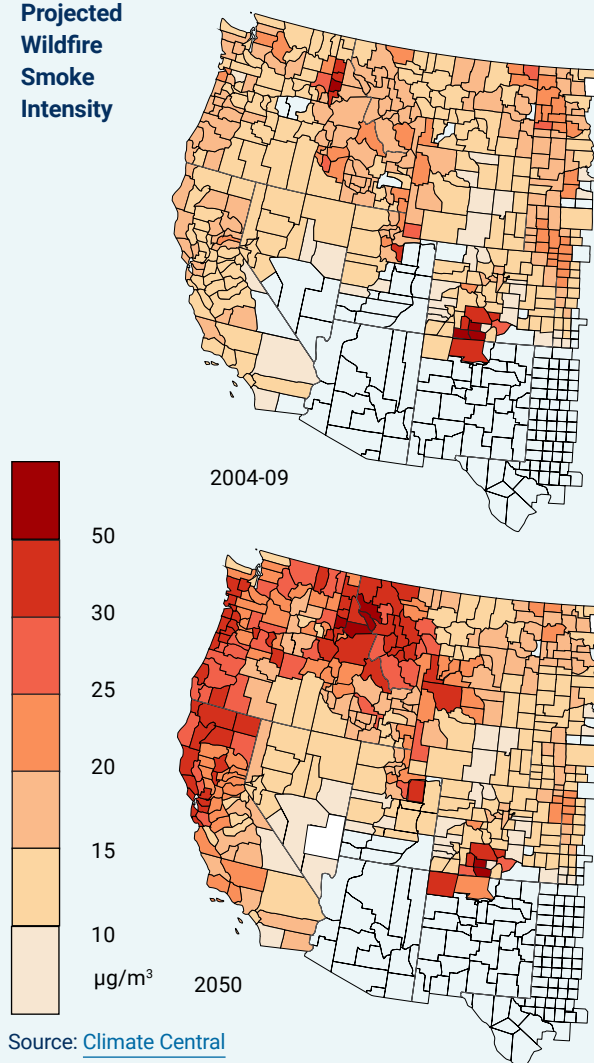 Projected
Wildfire
Smoke
Intensity
2004-09
50
30
25
20
15
10
µg/m³
2050
Source: Climate Central